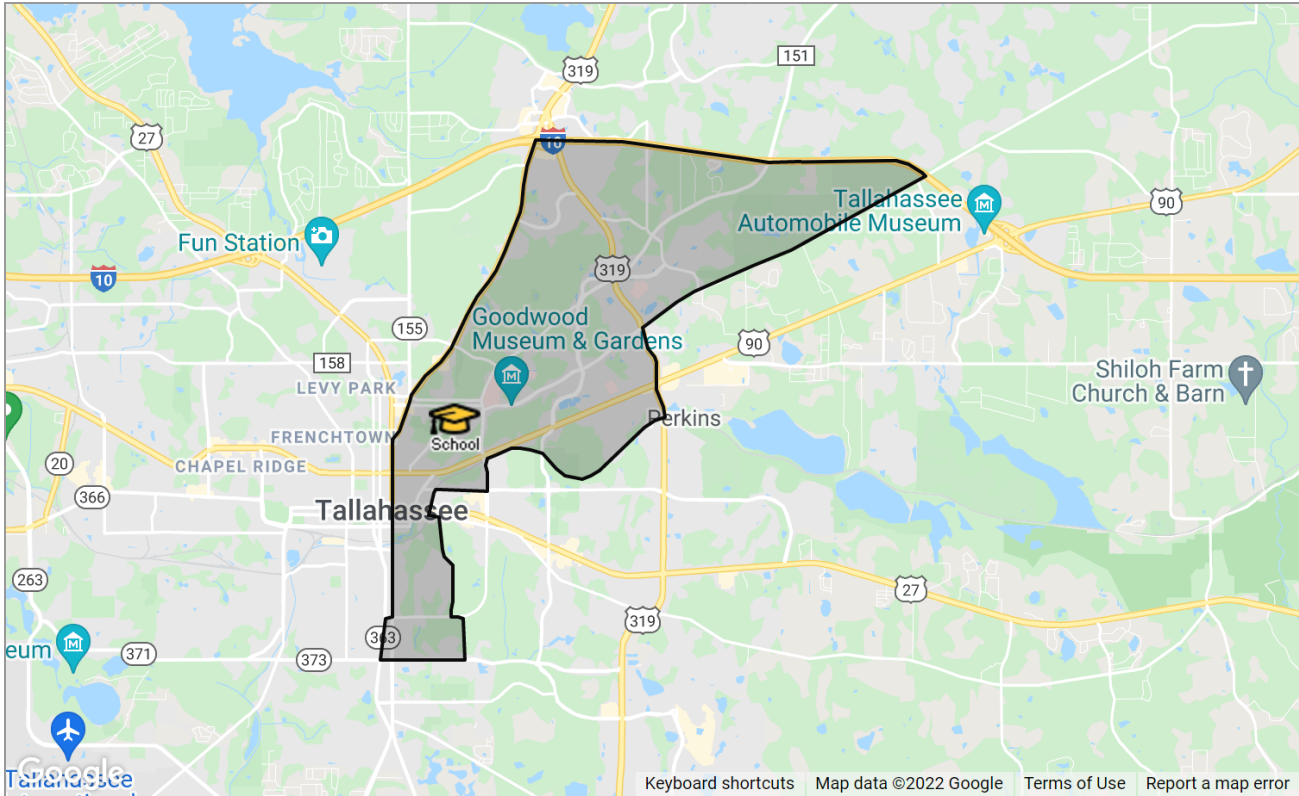 319
151
27
10
Tallahassee
Automobile Museum
90
Fun Station
319
10
Goodwood
Museum & Gardens
155
90
158
LEVY PARK
Shiloh Farm
Church & Barn
School
Perkins
FRENCHTOWN
CHAPEL RIDGE
20
366
Tallahassee
263
27
319
363
eum
371
373
Google
Tallahassee
Keyboard shortcuts
Map data ©2022 Google
Terms of Use
Report a map error